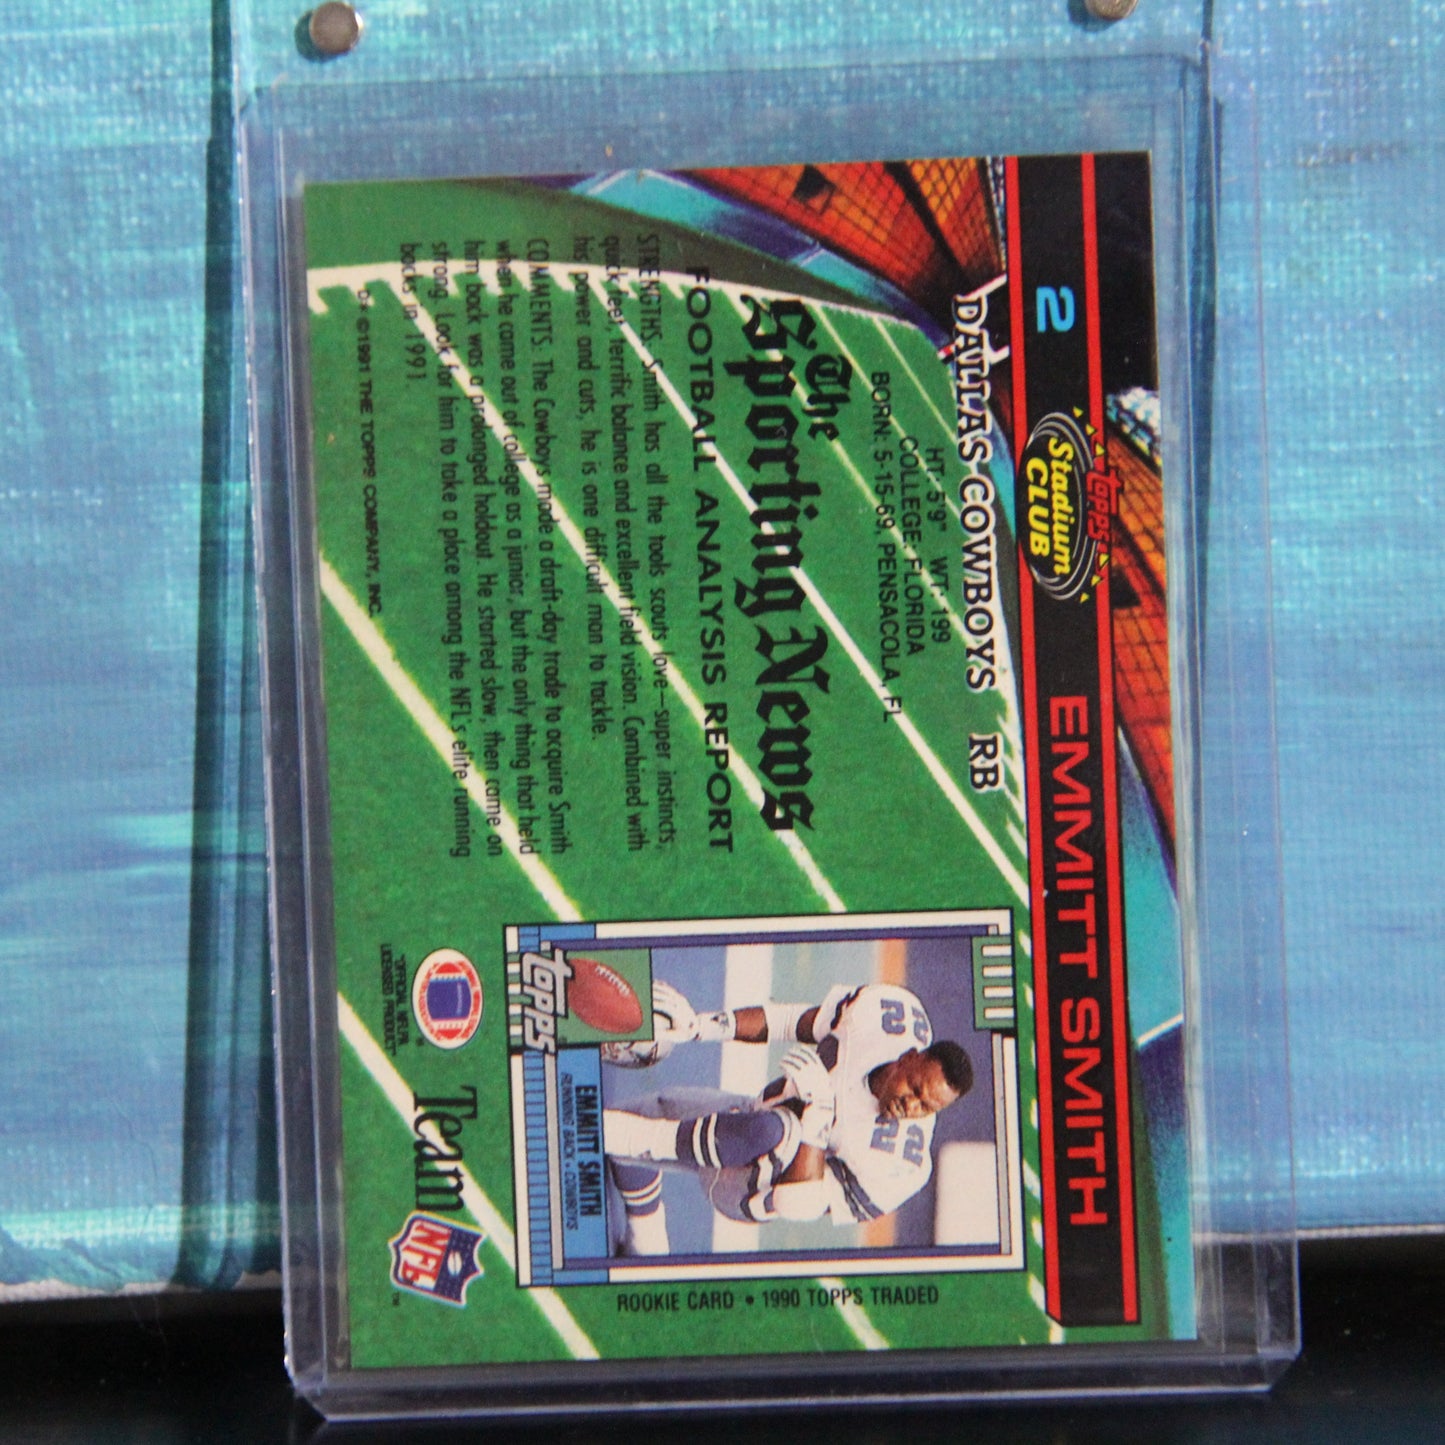 2
topps
Stadium
CLUB
EMMITT SMITH
DALLAS COWBOYS RB
HT: 5'9" WT: 199
COLLEGE: FLORIDA
BORN: 5-15-69, PENSACOLA, FL
The
Sporting News
FOOTBALL ANALYSIS REPORT
STRENGTHS: Smith has all the tools scouts love—super instincts,
quick feet, terrific balance and excellent field vision. Combined with
his power and cuts, he is one difficult man to tackle.
COMMENTS: The Cowboys made a draft-day trade to acquire Smith
when he came out of college as a junior, but the only thing that held
him back was a prolonged holdout. He started slow, then came on
strong. Look for him to take a place among the NFL's elite running
backs in 1991.
D* ©1991 THE TOPPS COMPANY, INC.
22
22
topps
EMMITT SMITH
RUNNING BACK • COWBOYS
ROOKIE CARD • 1990 TOPPS TRADED
"OFFICIAL NFLPA
LICENSED PRODUCT"
Team
NFL
TM